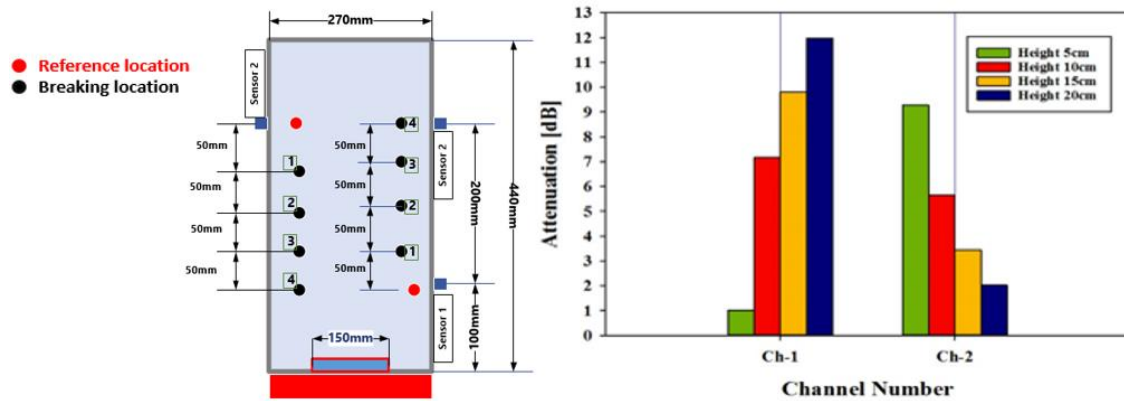 Reference location
Breaking location
270mm
Sensor 2
50mm
50mm
50mm
50mm
1
2
3
4
50mm
50mm
50mm
50mm
4
3
2
1
Sensor 2
Sensor 1
200mm
100mm
440mm
150mm
Attenuation [dB]
13
12
11
10
9
8
7
6
5
4
3
2
1
0
Height 5cm
Height 10cm
Height 15cm
Height 20cm
Ch-1
Ch-2
Channel Number